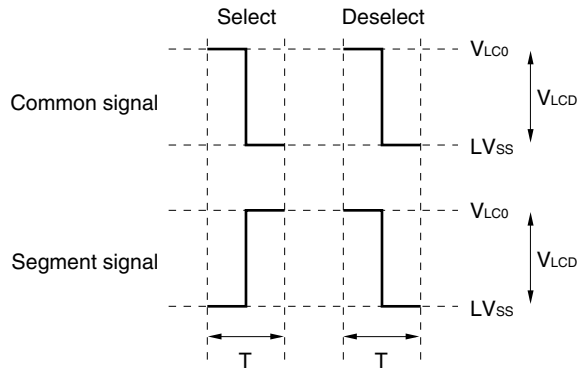 Select Deselect
VLC0
Common signal
VLCD
LVSS
VLC0
Segment signal
VLCD
LVSS
T T